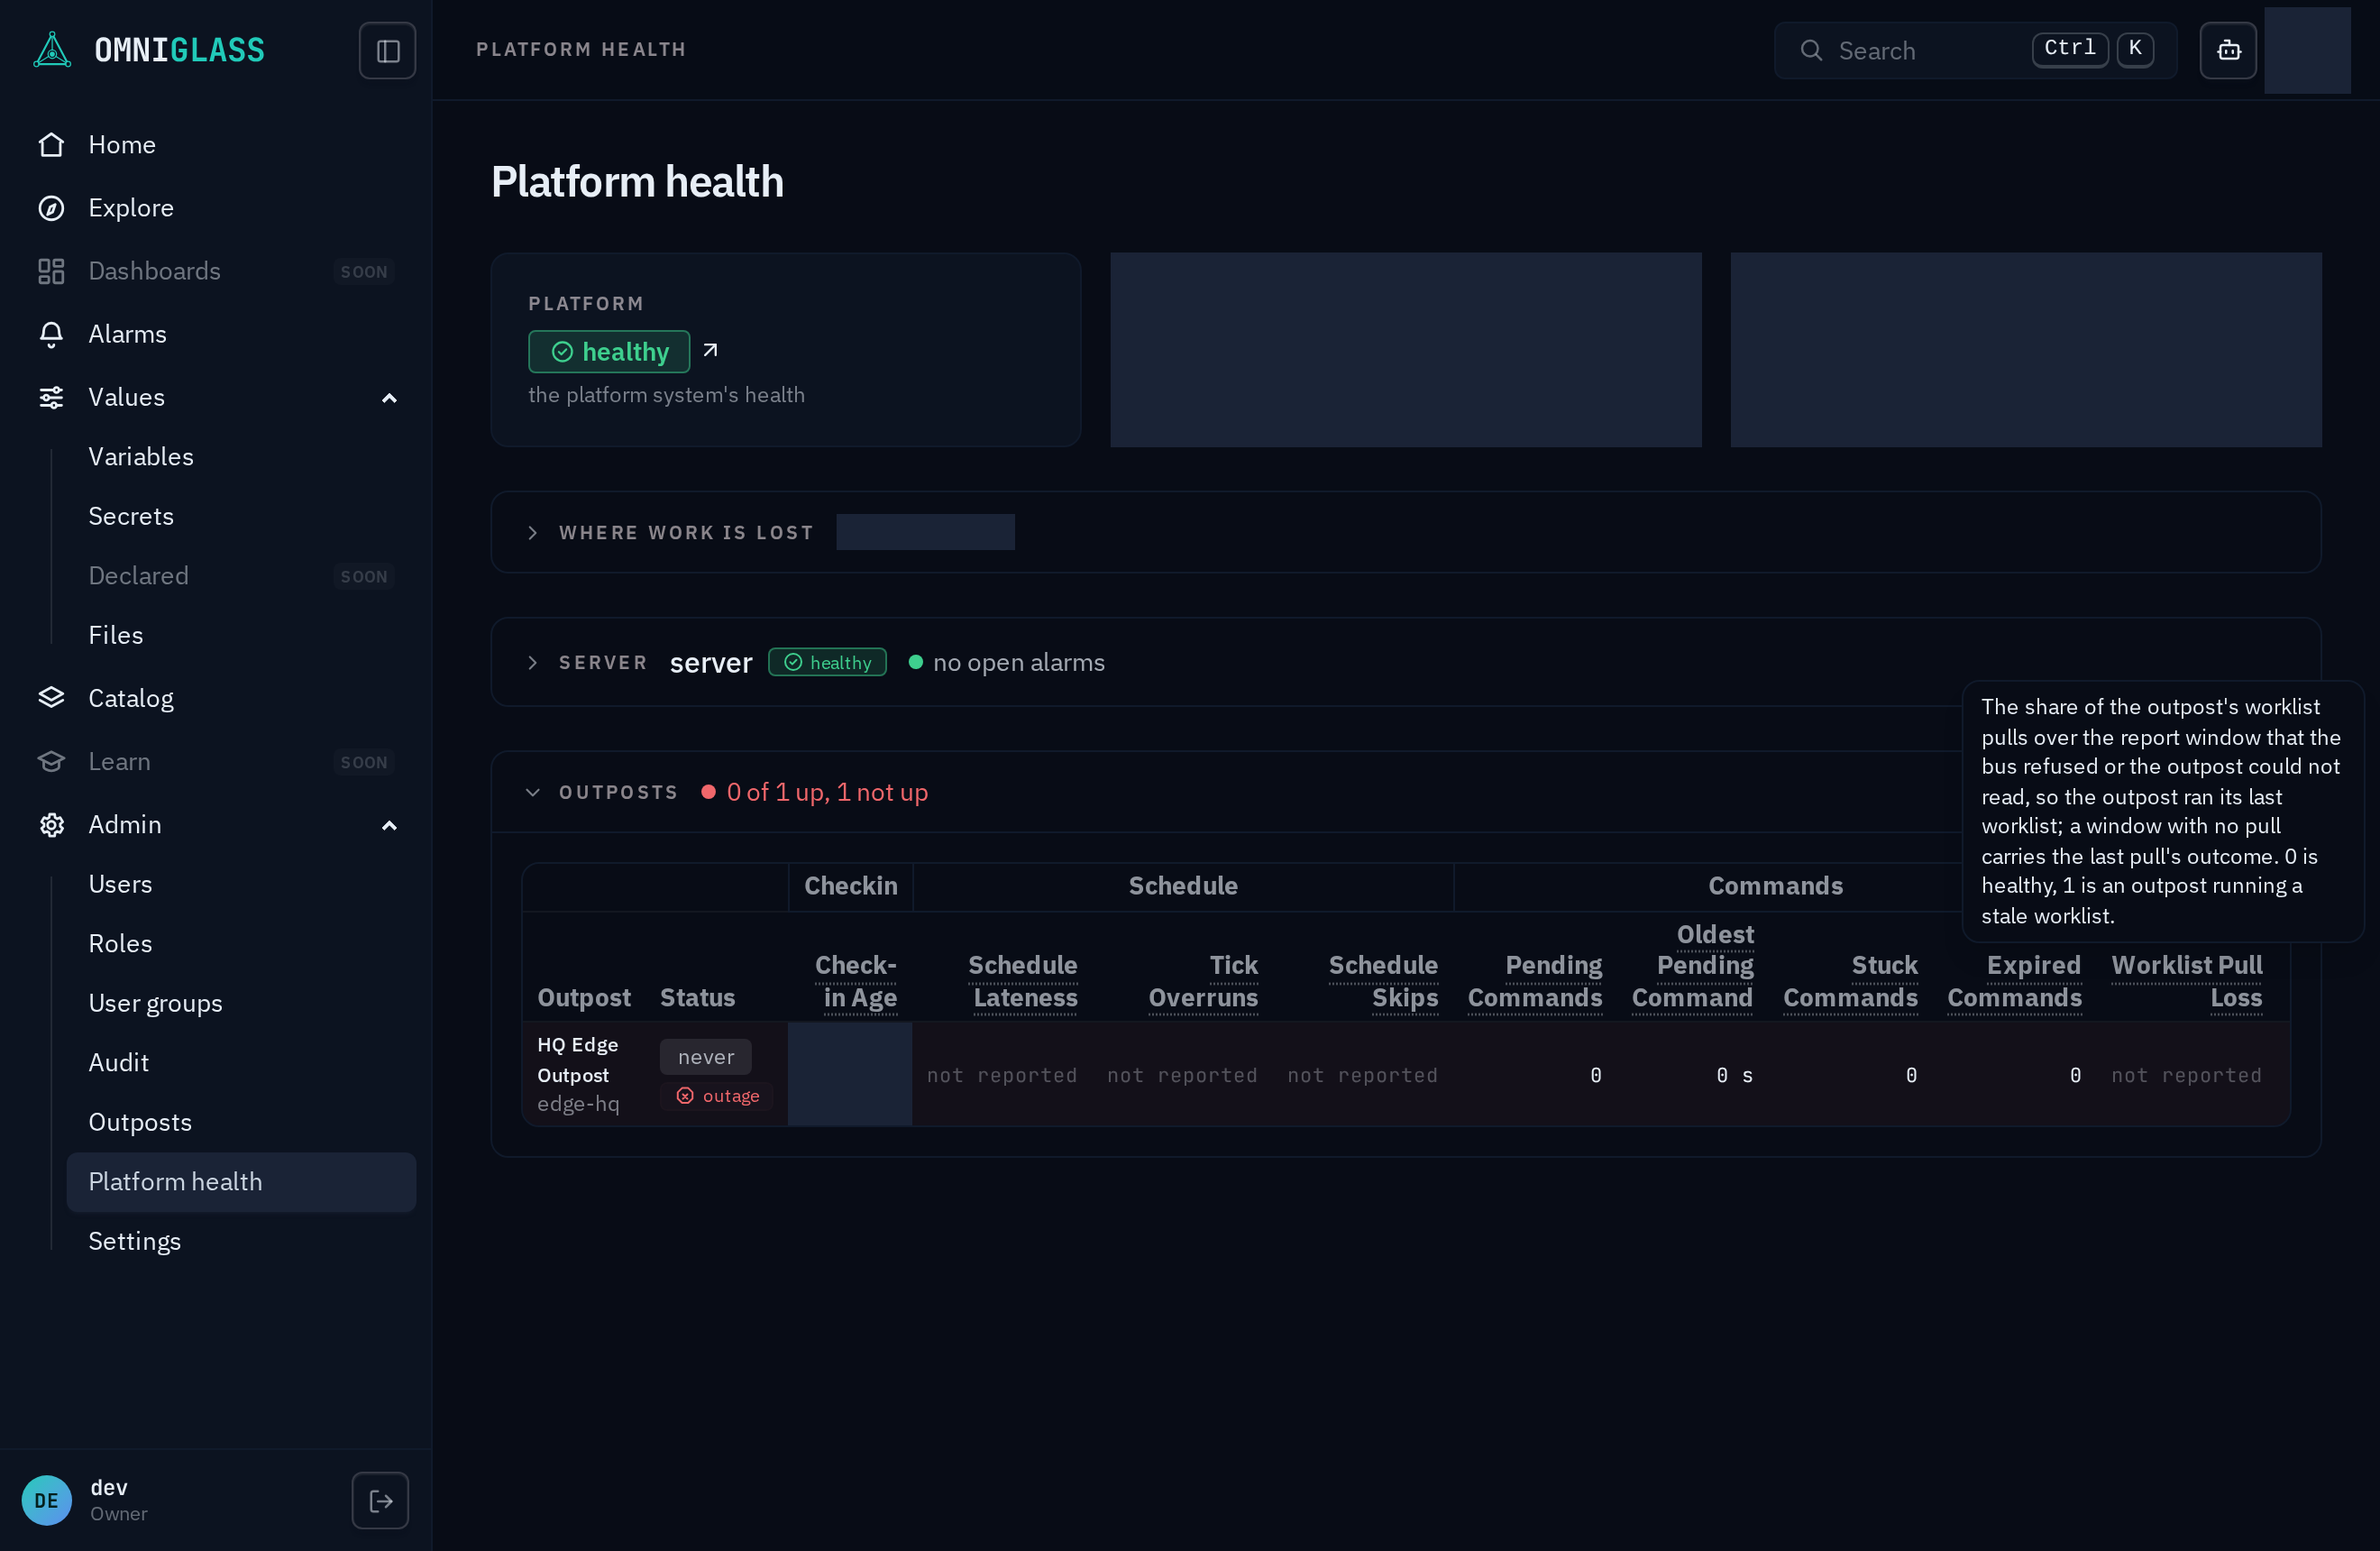 OMNIGLASS
PLATFORM HEALTH
Search
Ctrl K
Home
Explore
Dashboards SOON
Alarms
Values
Variables
Secrets
Declared SOON
Files
Catalog
Learn SOON
Admin
Users
Roles
User groups
Audit
Outposts
Platform health
Settings
DE
dev
Owner
Platform health
PLATFORM
healthy
the platform system's health
WHERE WORK IS LOST
SERVER server healthy no open alarms
OUTPOSTS 0 of 1 up, 1 not up
The share of the outpost's worklist
pulls over the report window that the
bus refused or the outpost could not
read, so the outpost ran its last
worklist; a window with no pull
carries the last pull's outcome. 0 is
healthy, 1 is an outpost running a
stale worklist.
Checkin Schedule Commands
Outpost
Status
Check-
in Age
Schedule
Lateness
Tick
Overruns
Schedule
Skips
Pending
Commands
Oldest
Pending
Command
Stuck
Commands
Expired
Commands
Worklist Pull
Loss
HQ Edge
Outpost
edge-hq
never
outage
not reported not reported not reported 0 0 s 0 0 not reported